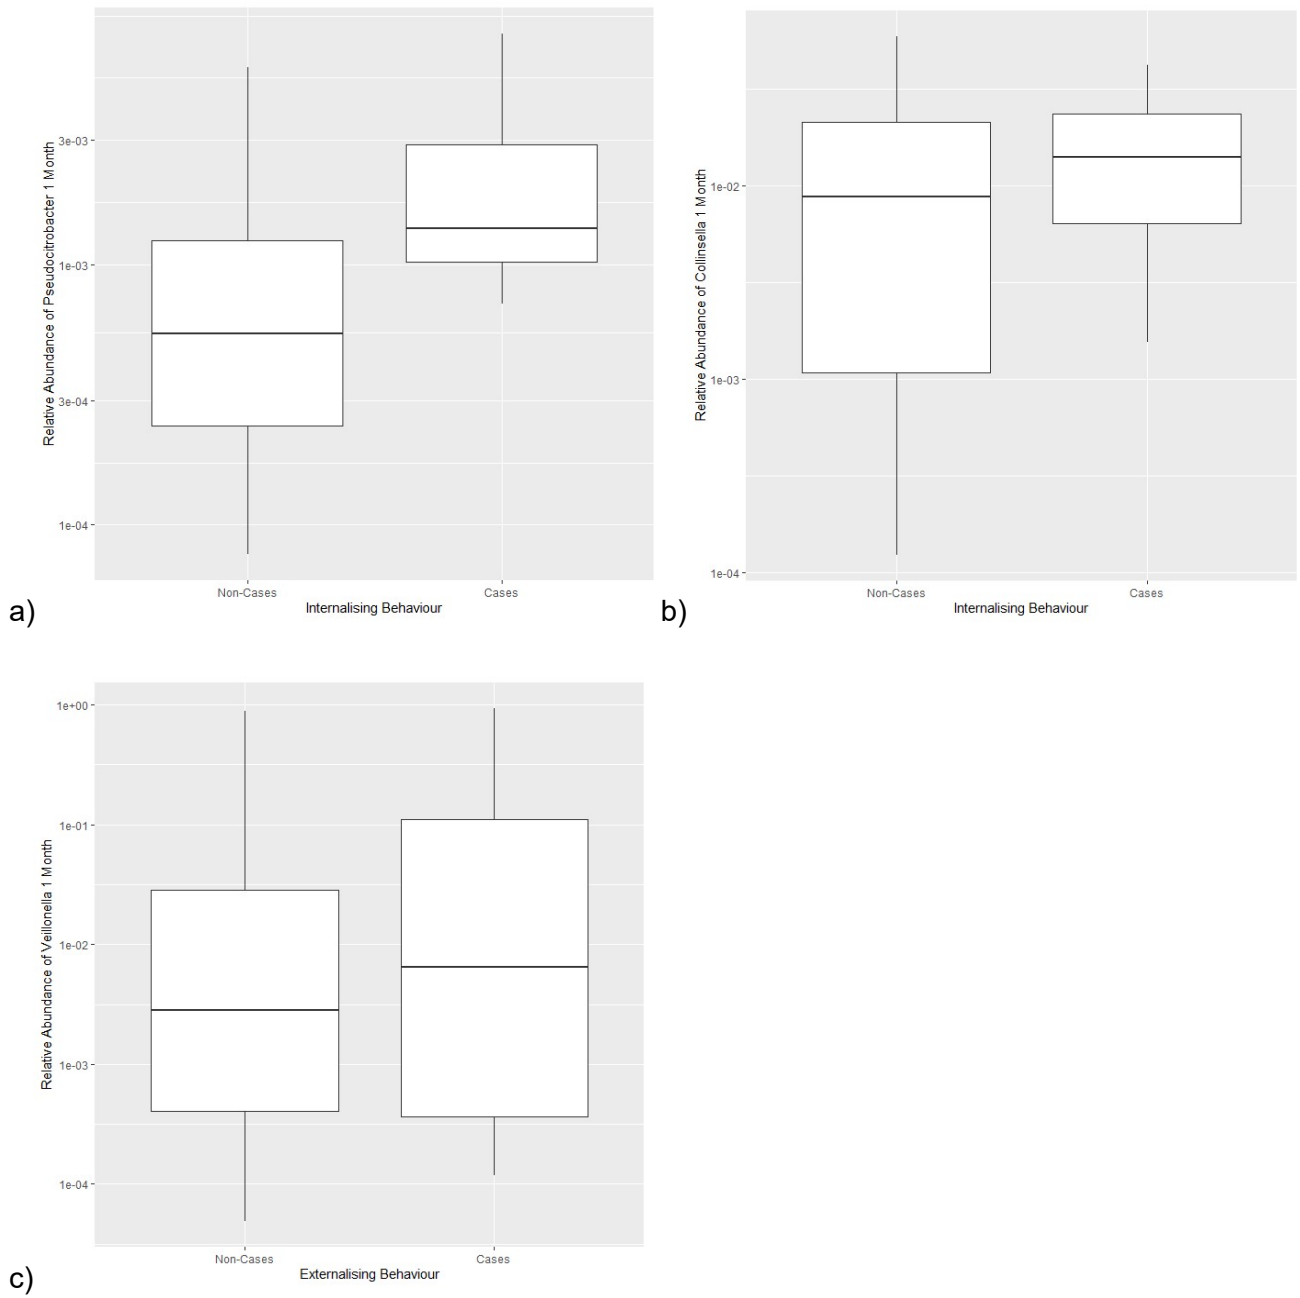 Relative Abundance of Pseudocitrobacter 1 Month
3e-03
1e-03
3e-04
1e-04
Non-Cases
Cases
Internalising Behaviour
a)
Relative Abundance of Collinsella 1 Month
1e-02
1e-03
1e-04
Non-Cases
Cases
Internalising Behaviour
b)
Relative Abundance of Veillonella 1 Month
1e+00
1e-01
1e-02
1e-03
1e-04
Non-Cases
Cases
Externalising Behaviour
c)